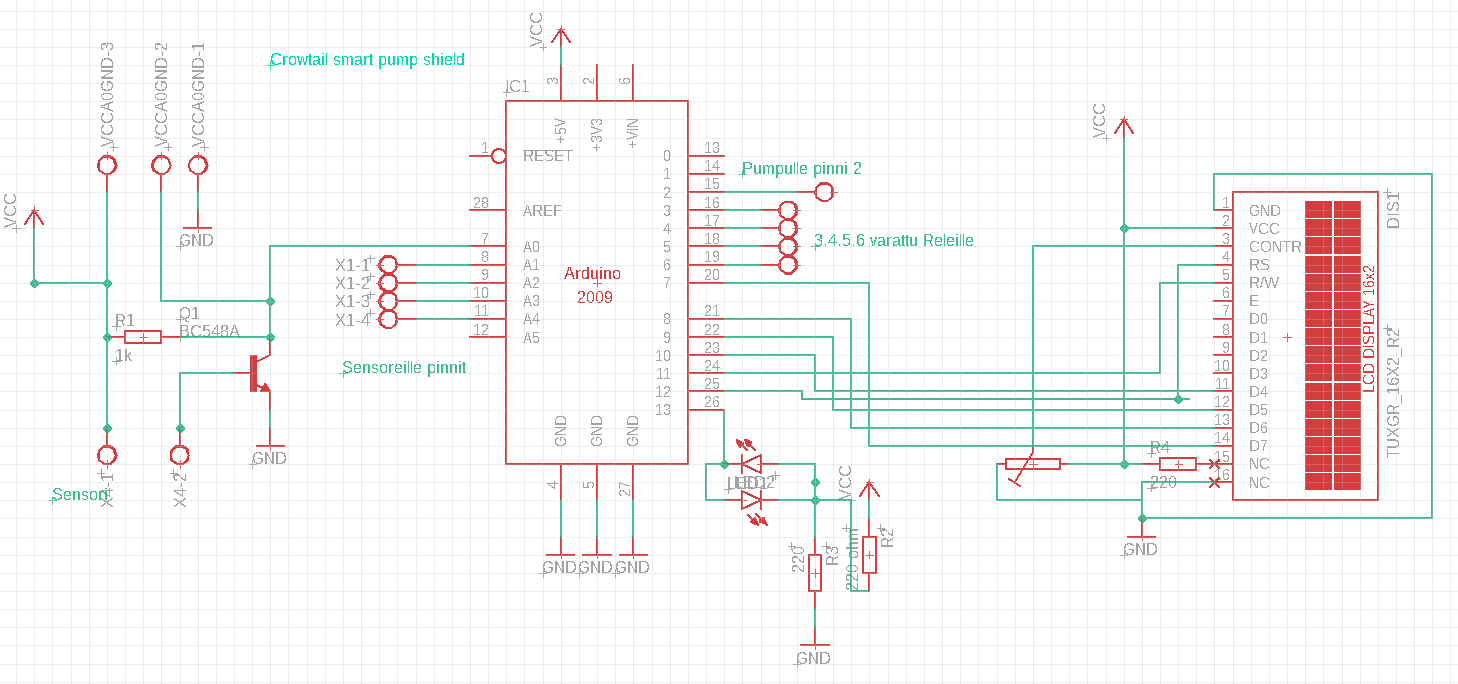 Crowtail smart pump shield
VCCA0GND-3
VCCA0GND-2
VCCA0GND-1
VCC
GND
R1
1k
Q1
BC548A
GND
X4-2
Sensori
VCC
IC1
3
2
6
+5V
+3V3
+VIN
1
RESET
28
AREF
7
A0
X1-1
8
A1
X1-2
9
A2
X1-3
10
A3
X1-4
11
A4
12
A5
Sensoreille pinnit
Arduino
2009
0
13
1
14
2
15
3
16
4
17
5
18
6
19
7
20
8
21
9
22
10
23
11
24
12
25
13
26
GND
GND
GND
4
5
27
GND
GND
GND
Pumpulle pinni 2
3.4.5.6 varattu Releille
VCC
220
R3
220 ohm
R2
GND
VCC
R4
220
GND
DIS1
1
GND
2
VCC
3
CONTR
4
RS
5
R/W
6
E
7
D0
8
D1
9
D2
10
D3
11
D4
12
D5
13
D6
14
D7
15
NC
16
NC
LCD DISPLAY 16x2
TUXGR_16X2_R2